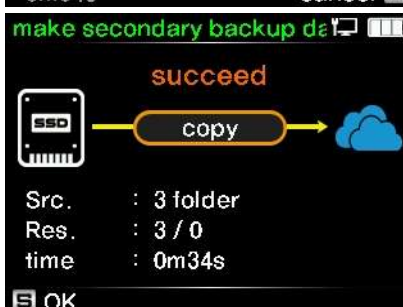 make secondary backup da
succeed
SSD
copy
Src. : 3 folder
Res. : 3 / 0
time : 0m34s
S OK